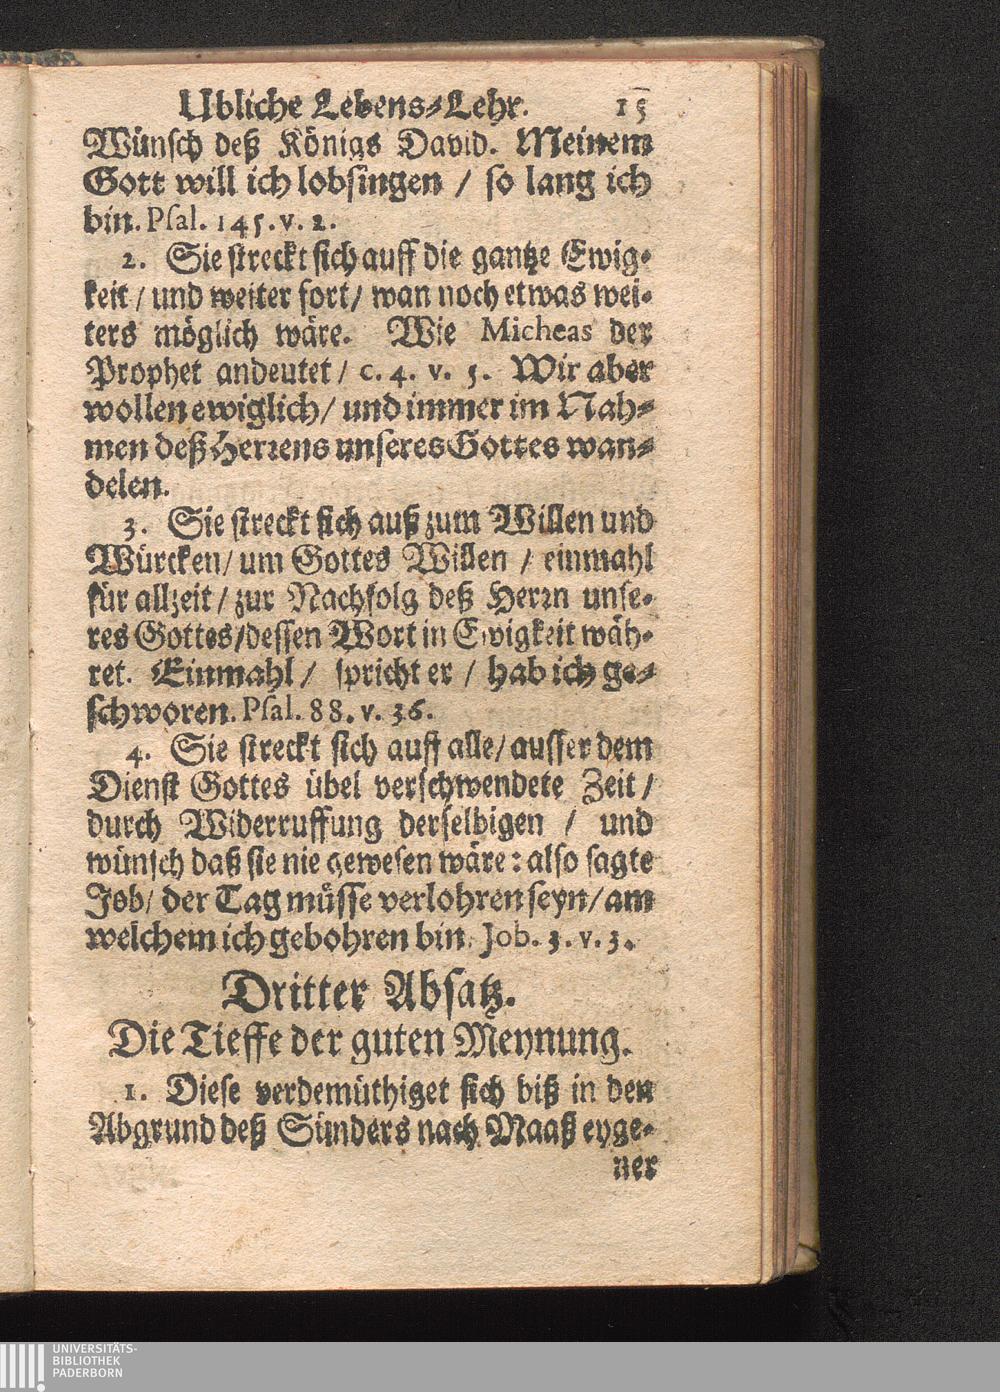 Ubliche Lebens-Lehr. 15
Wünsch deß Königs David. Meinem
Gott will ich lobsingen / so lang ich
bin. Psal. 145. v. 2.
2. Sie streckt sich auff die gantze Ewig-
keit / und weiter fort / wan noch etwas wei-
ters möglich wäre. Wie Micheas der
Prophet andeutet / c. 4. v. 5. Wir aber
wollen ewiglich / und immer im Nah-
men deß Herrens unseres Gottes wan-
delen.
3. Sie streckt sich auß zum Willen und
Würcken / um Gottes Willen / einmahl
für allzeit / zur Nachfolg deß Herrn unse-
res Gottes / dessen Wort in Ewigkeit wäh-
ret. Einmahl / spricht er / hab ich ge-
schworen. Psal. 88. v. 36.
4. Sie streckt sich auff alle / ausser dem
Dienst Gottes übel verschwendete Zeit /
durch Widerruffung derselbigen / und
wünsch daß sie nie gewesen wäre: also sagte
Job / der Tag müsse verlohren seyn / am
welchem ich gebohren bin. Job. 3. v. 3.
Dritter Absatz.
Die Tieffe der guten Meynung.
1. Diese verdemüthiget sich biß in den
Abgrund deß Sünders nach Maaß eyge-
ner
UNIVERSITÄTS-
BIBLIOTHEK
PADERBORN